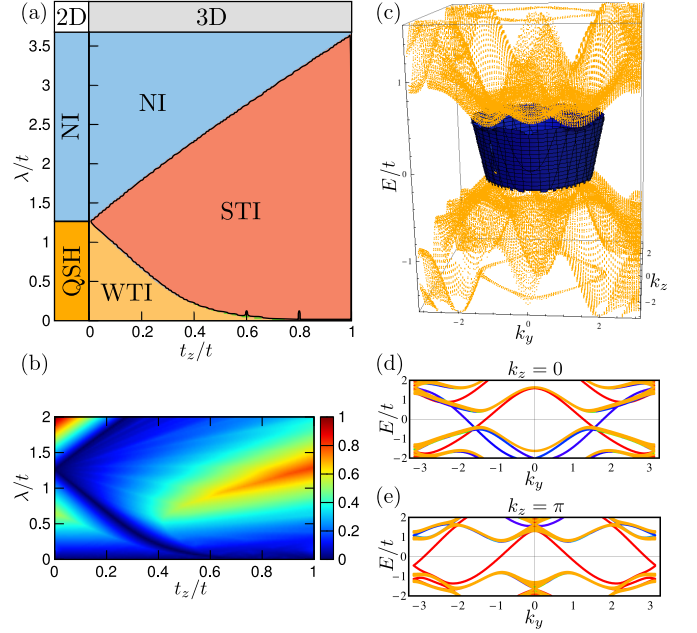 (a)
2D 3D
3.5
3
2.5
2
1.5
1
0.5
0
λ/t
NI
NI
STI
QSH
WTI
0 0.2 0.4 0.6 0.8 1
t_z/t
(b)
2
1.5
1
0.5
0
λ/t
0 0.2 0.4 0.6 0.8 1
t_z/t
1
0.8
0.6
0.4
0.2
0
(c)
1
0
−1
E/t
−2 0 2
k_y
2
0
−2
k_z
(d)
k_z = 0
2
1
0
−1
−2
E/t
−3 −2 −1 0 1 2 3
k_y
(e)
k_z = π
2
1
0
−1
−2
E/t
−3 −2 −1 0 1 2 3
k_y